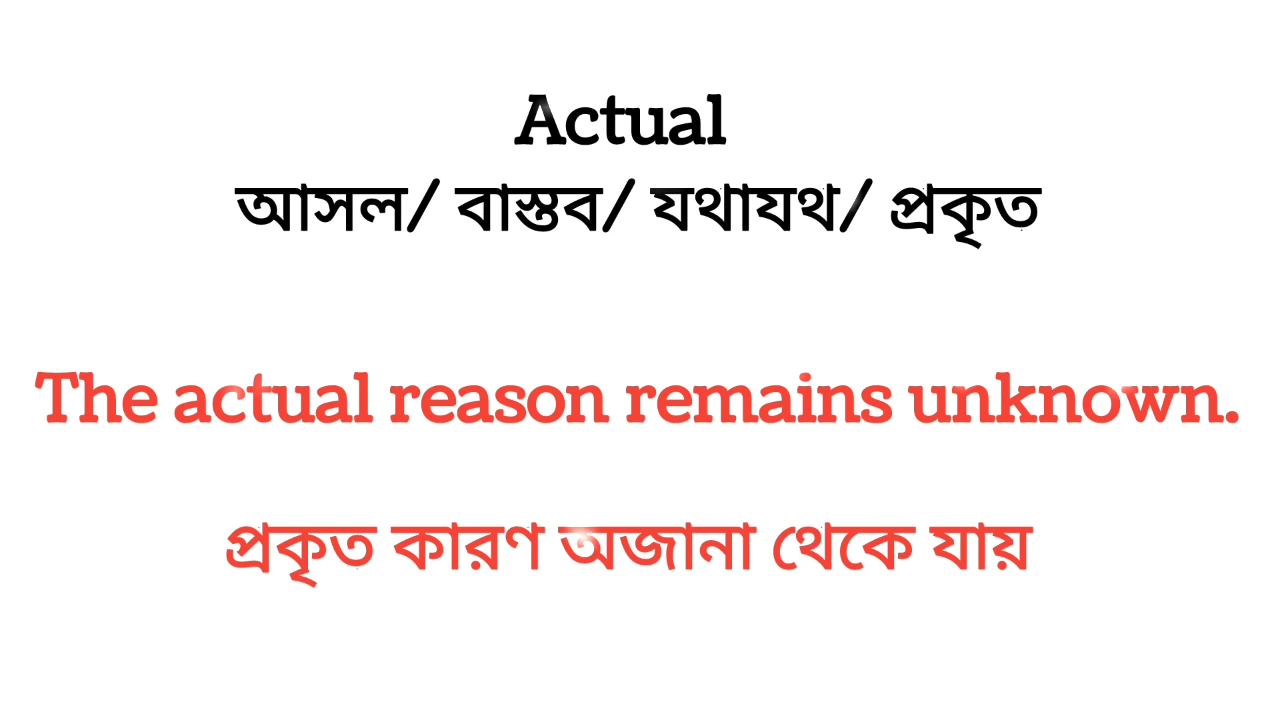 Actual
আসল/ বাস্তব/ যথাযথ/ প্রকৃত
The actual reason remains unknown.
প্রকৃত কারণ অজানা থেকে যায়